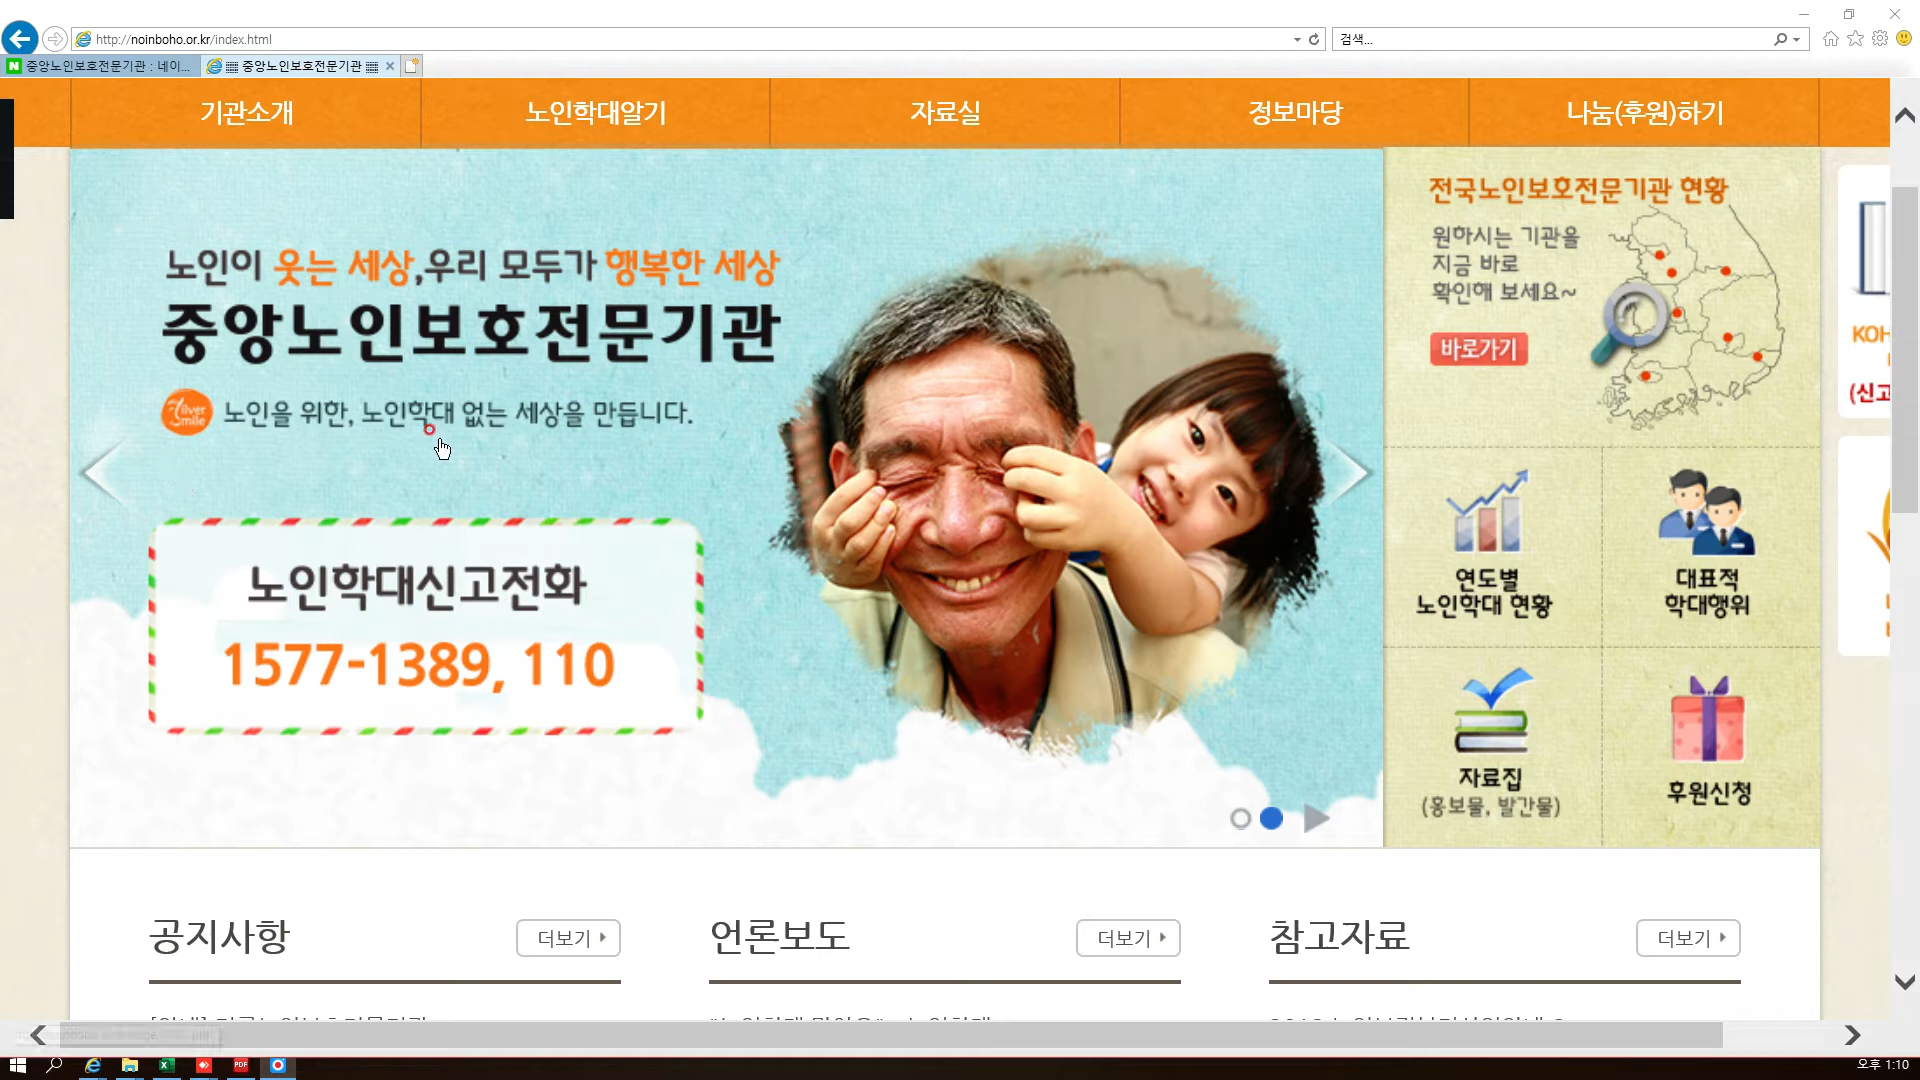 http://noinboho.or.kr/index.html
검색...
중앙노인보호전문기관 : 네이...
중앙노인보호전문기관
기관소개
노인학대알기
자료실
정보마당
나눔(후원)하기
노인이 웃는 세상,우리 모두가 행복한 세상
중앙노인보호전문기관
Silver Smile
노인을 위한, 노인학대 없는 세상을 만듭니다.
노인학대신고전화
1577-1389, 110
전국노인보호전문기관 현황
원하시는 기관을
지금 바로
확인해 보세요~
바로가기
연도별
노인학대 현황
대표적
학대행위
자료집
(홍보물, 발간물)
후원신청
KOH
(신고
공지사항
더보기
언론보도
더보기
참고자료
더보기
오후 1:10